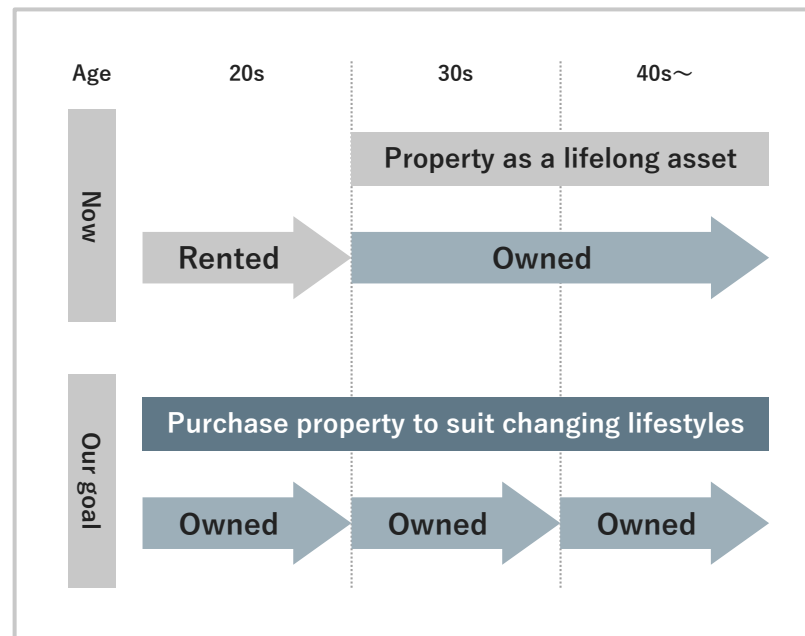 Age 20s 30s 40s～
Now
Property as a lifelong asset
Rented Owned
Our goal
Purchase property to suit changing lifestyles
Owned Owned Owned